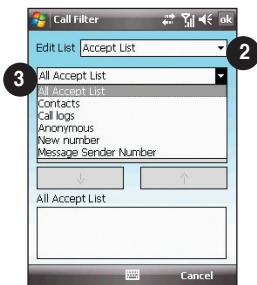 Call Filter ok
Edit List Accept List
2
3
All Accept List
All Accept List
Contacts
Call logs
Anonymous
New number
Message Sender Number
All Accept List
Cancel